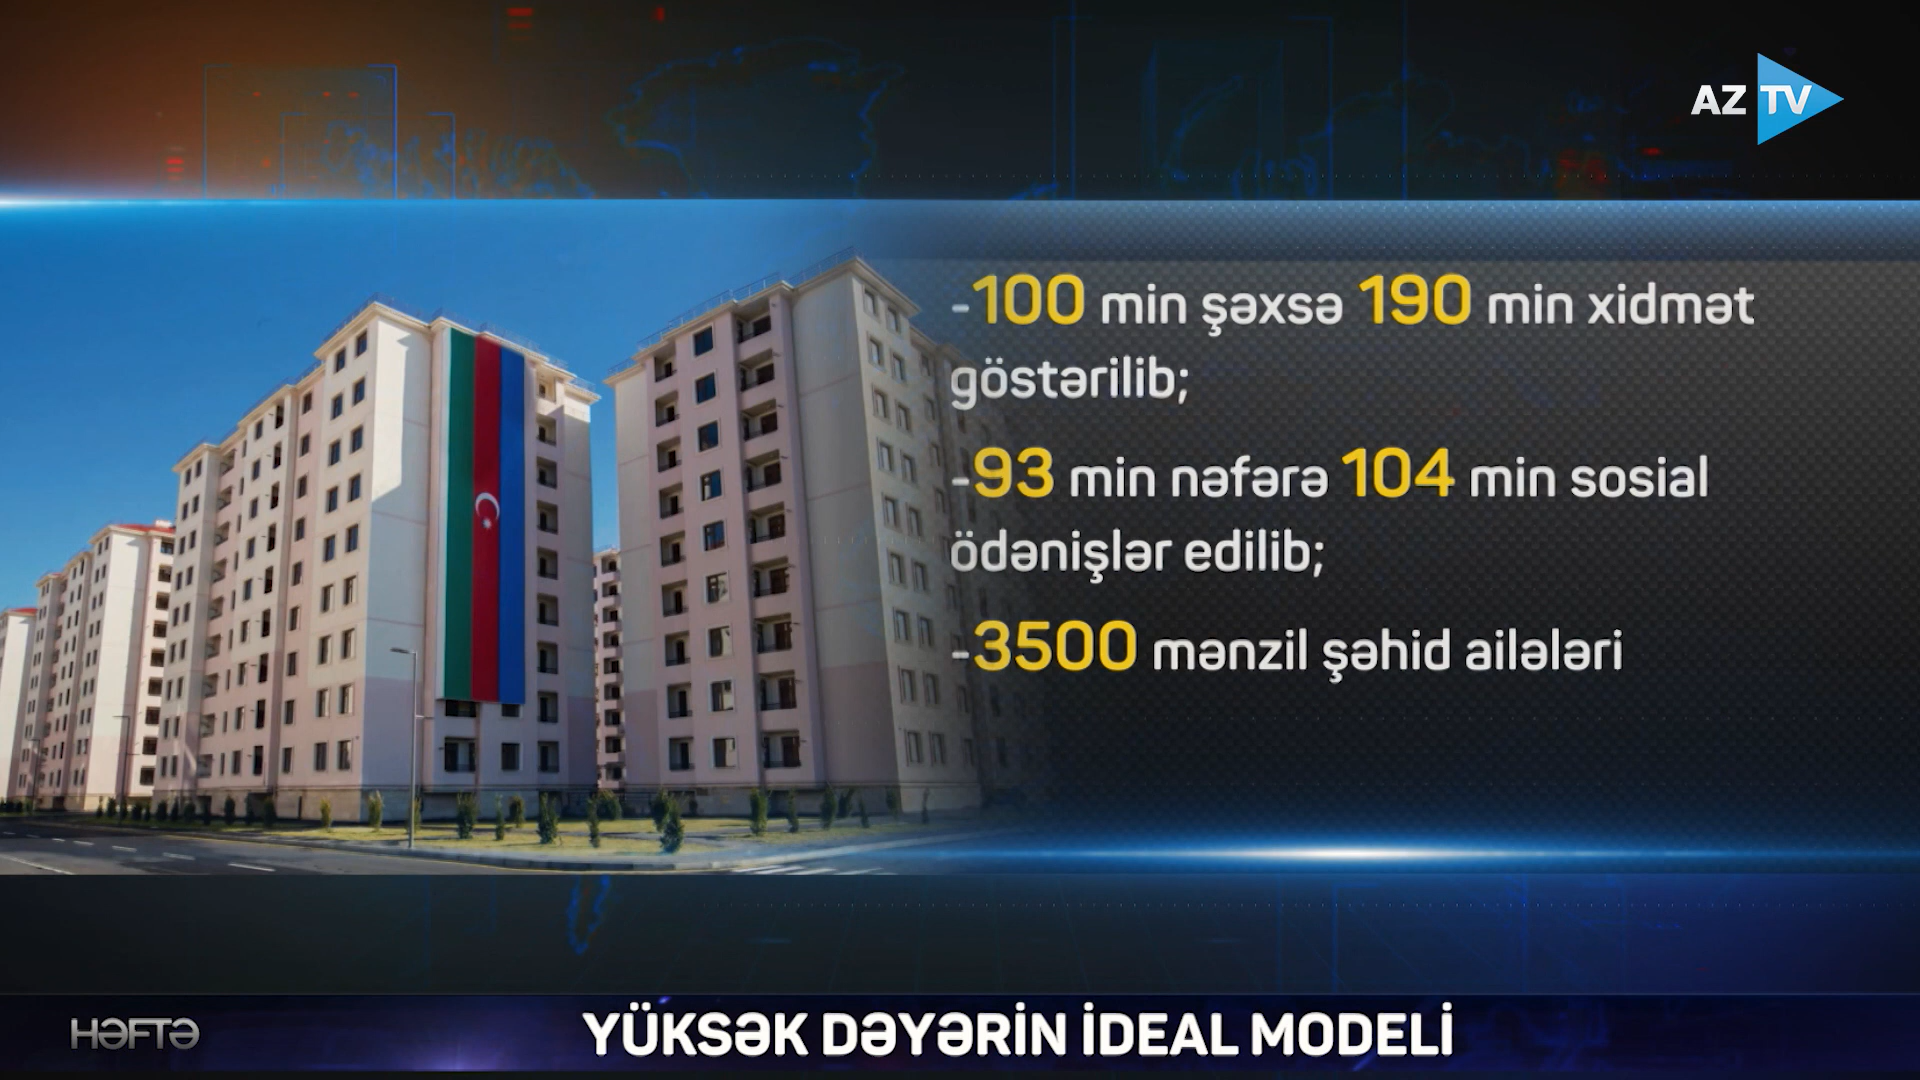 AZ TV
-100 min şəxsə 190 min xidmət
göstərilib;
-93 min nəfərə 104 min sosial
ödənişlər edilib;
-3500 mənzil şəhid ailələri
HƏFTƏ
YÜKSƏK DƏYƏRİN İDEAL MODELİ